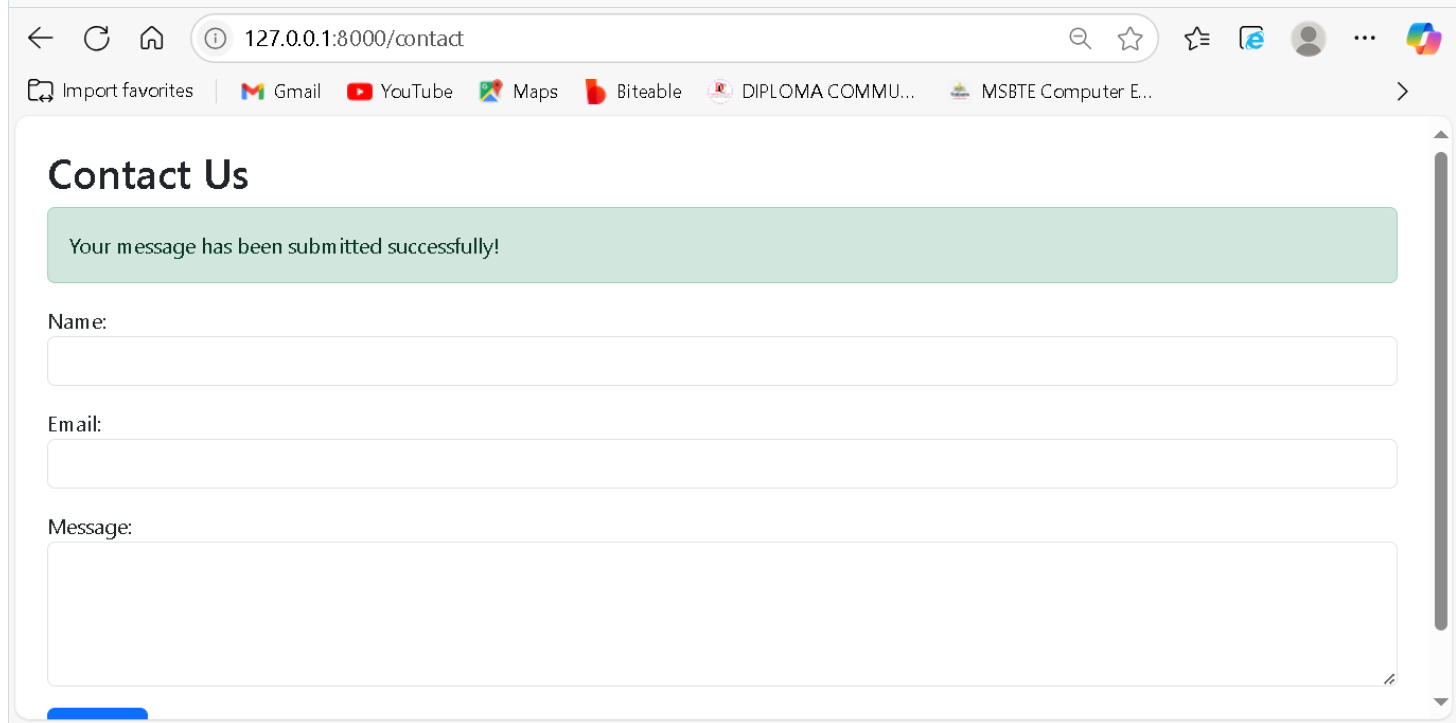 127.0.0.1:8000/contact
Import favorites Gmail YouTube Maps Biteable DIPLOMA COMMU... MSBTE Computer E...
Contact Us
Your message has been submitted successfully!
Name:
Email:
Message: